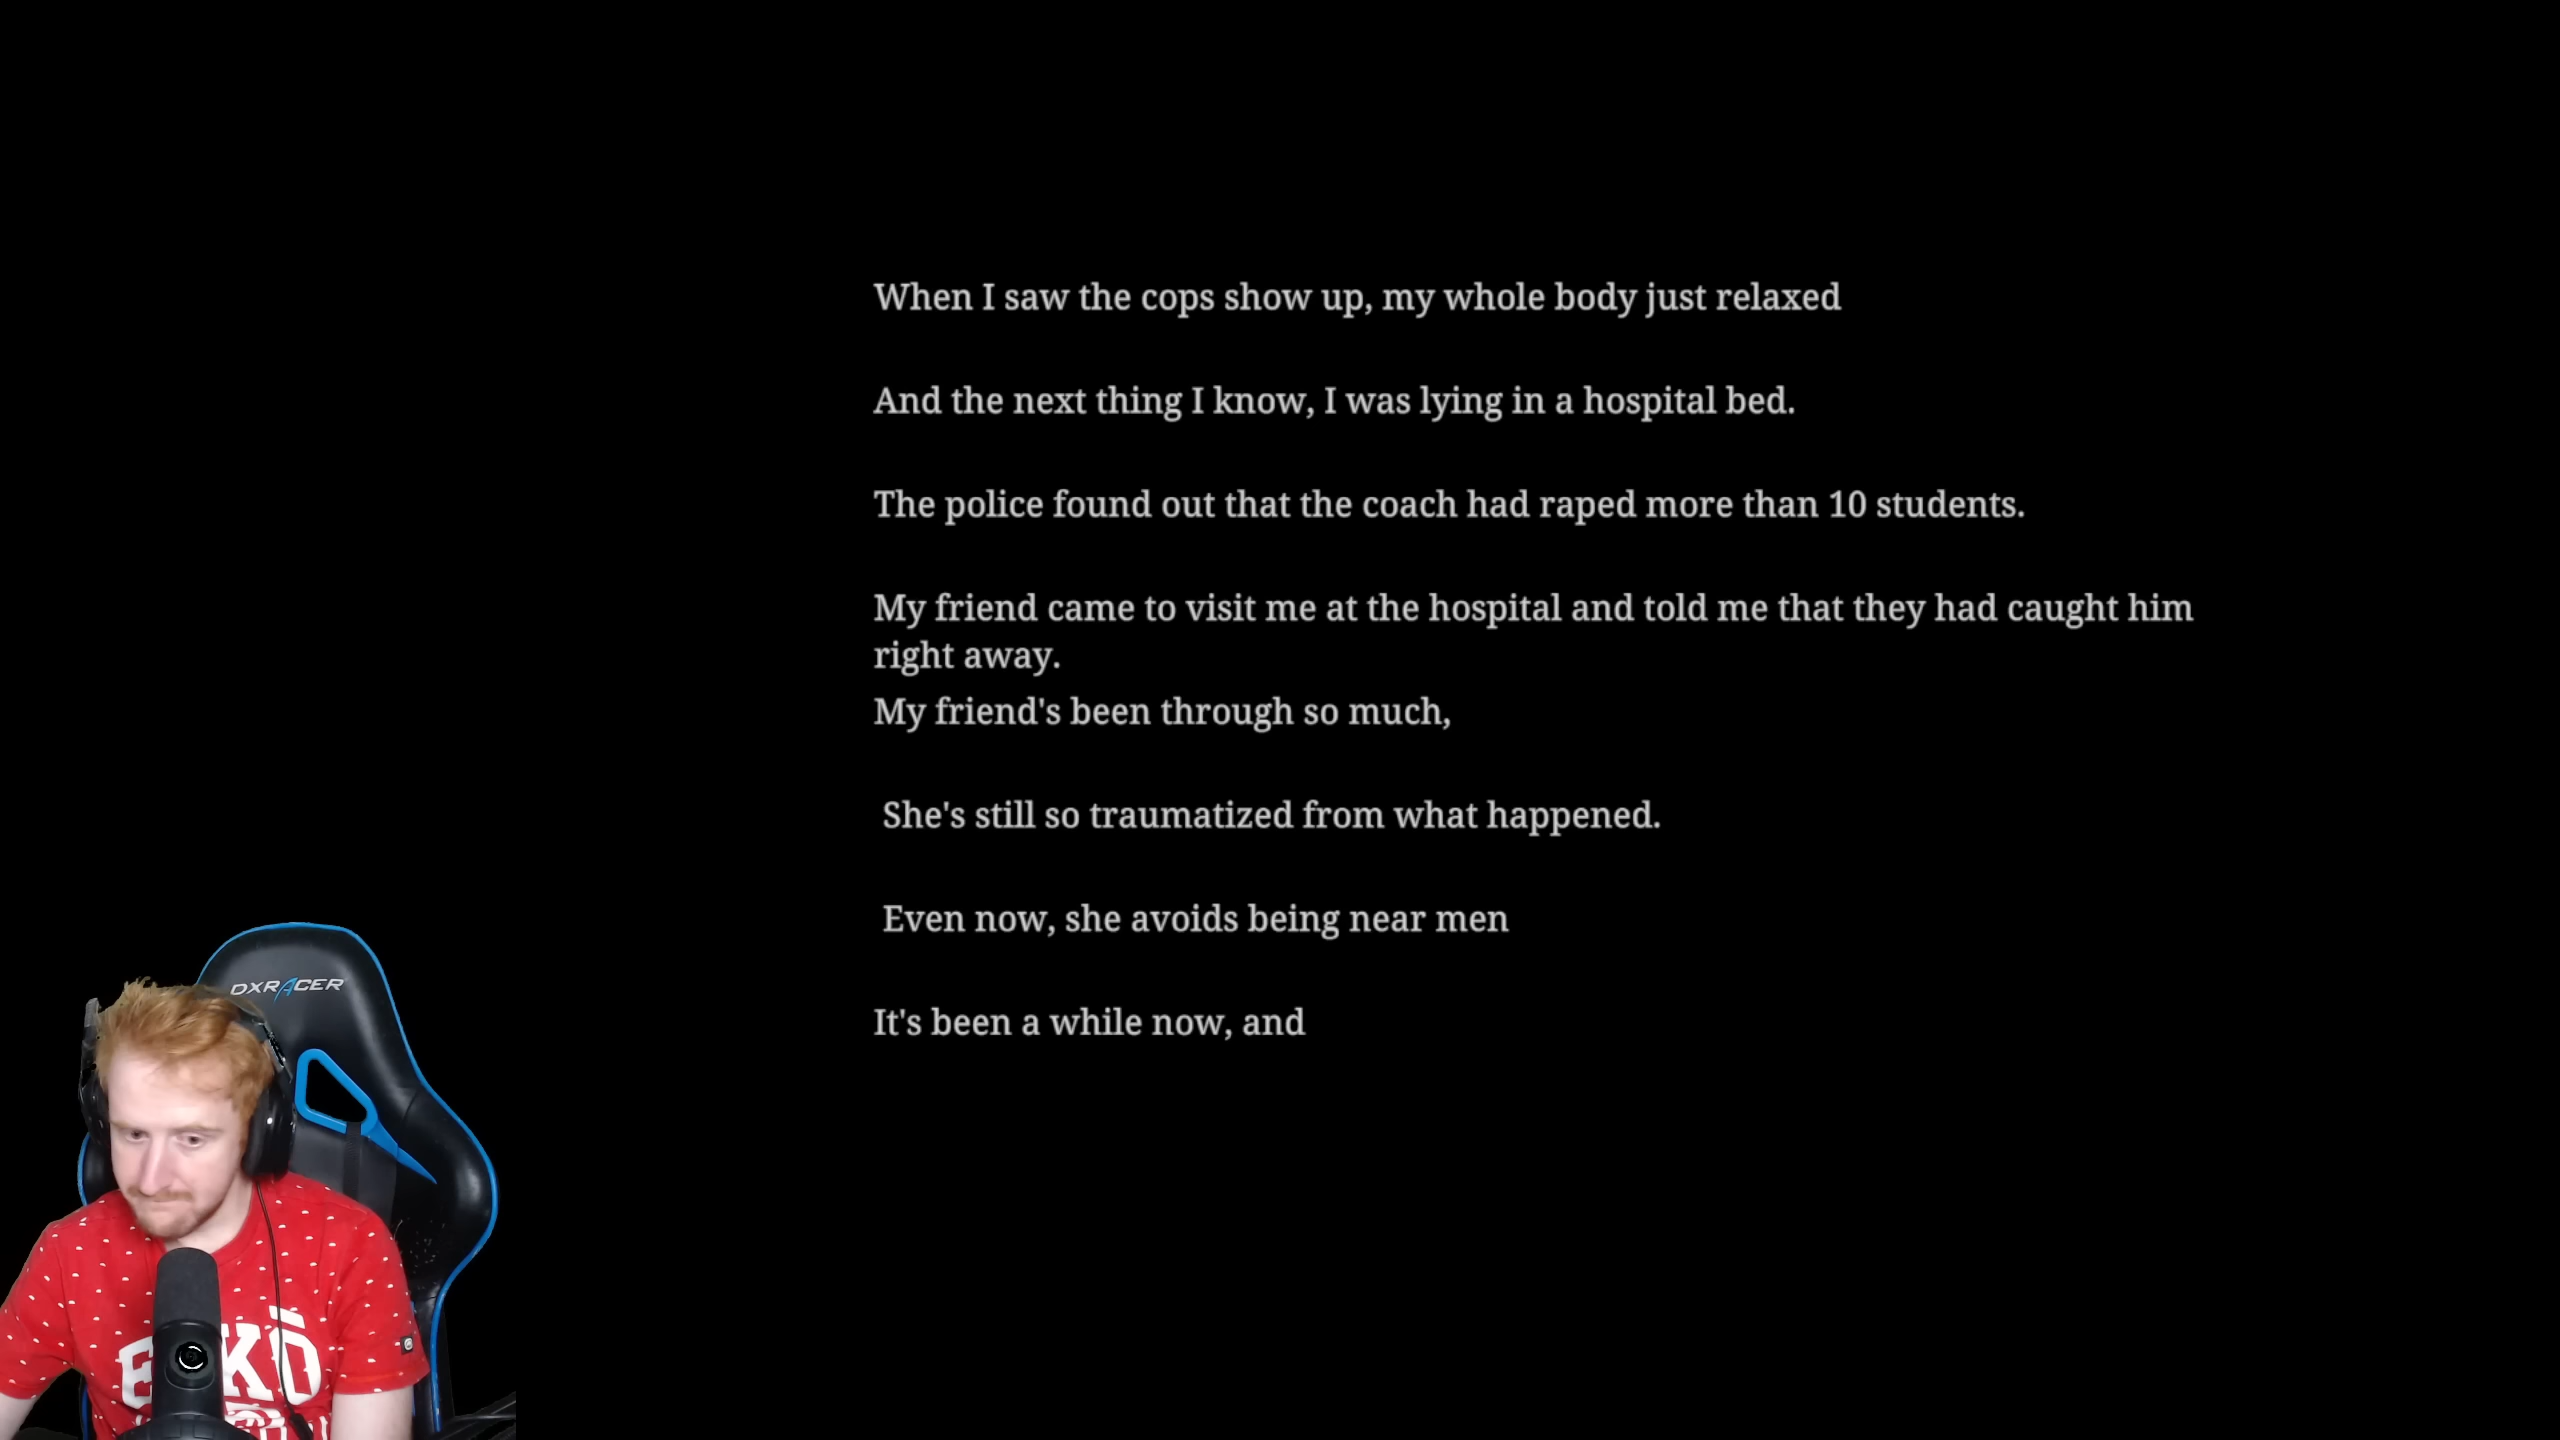 When I saw the cops show up, my whole body just relaxed
And the next thing I know, I was lying in a hospital bed.
The police found out that the coach had raped more than 10 students.
My friend came to visit me at the hospital and told me that they had caught him
right away.
My friend's been through so much,
She's still so traumatized from what happened.
Even now, she avoids being near men
It's been a while now, and
DXRACER